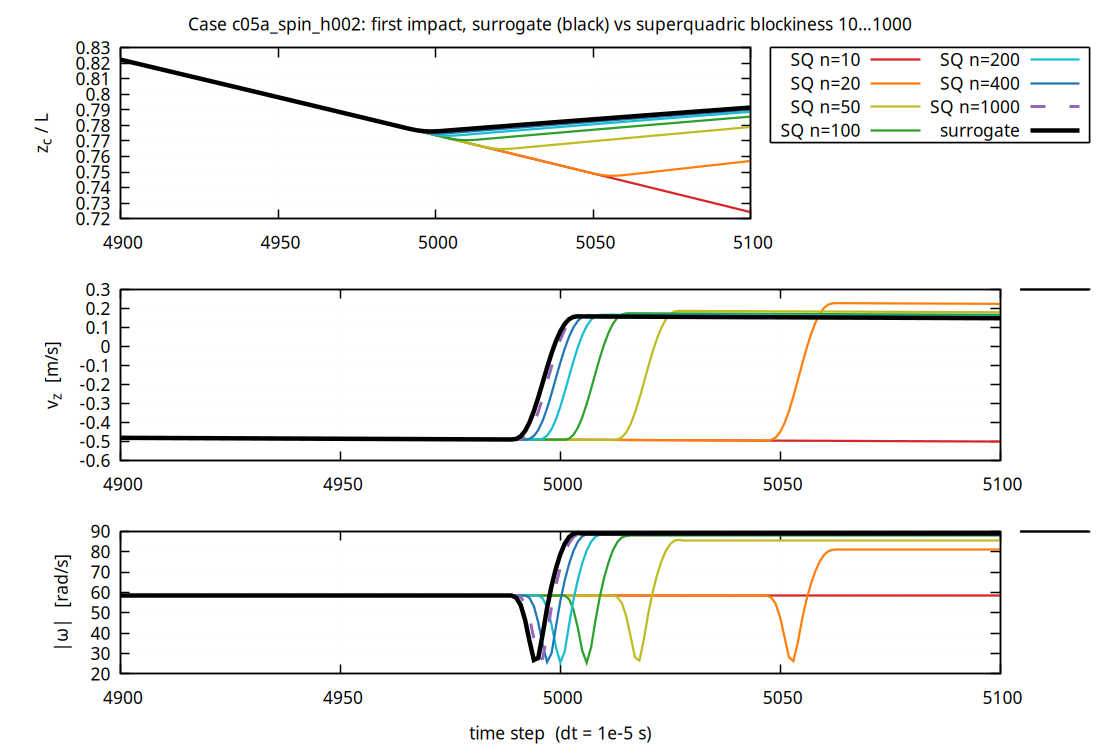 Case c05a_spin_h002: first impact, surrogate (black) vs superquadric blockiness 10...1000
0.83
0.82
0.81
0.8
0.79
0.78
0.77
0.76
0.75
0.74
0.73
0.72
z_c / L
4900 4950 5000 5050 5100
SQ n=10 SQ n=200
SQ n=20 SQ n=400
SQ n=50 SQ n=1000
SQ n=100 surrogate
0.3
0.2
0.1
0
-0.1
-0.2
-0.3
-0.4
-0.5
-0.6
v_z [m/s]
4900 4950 5000 5050 5100
90
80
70
60
50
40
30
20
|ω| [rad/s]
4900 4950 5000 5050 5100
time step (dt = 1e-5 s)